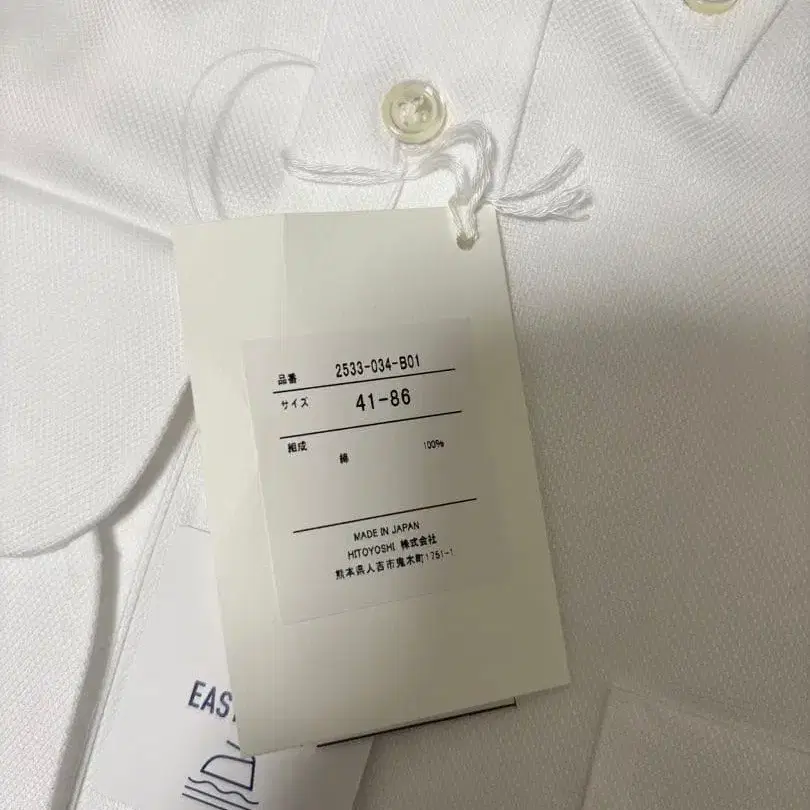 品番 2533-034-B01
サイズ 41-86
組成
綿 100%
MADE IN JAPAN
HITOYOSHI 株式会社
熊本県人吉市鬼木町1751-1
EAS